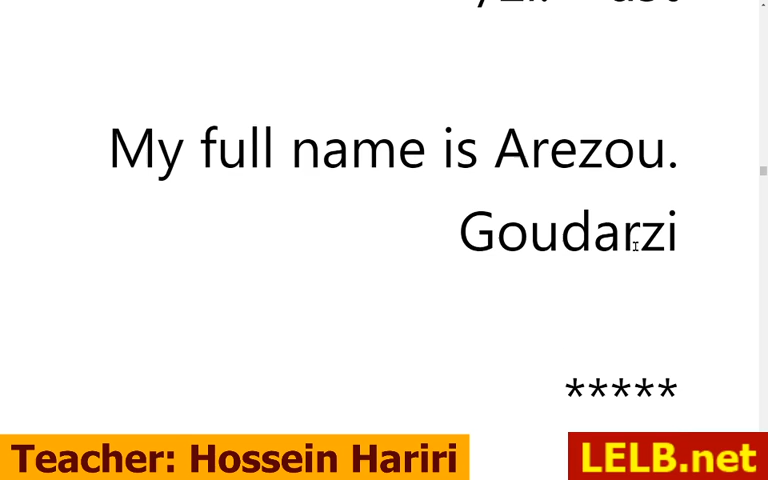 My full name is Arezou.
Goudarzi
*****
Teacher: Hossein Hariri
LELB.net